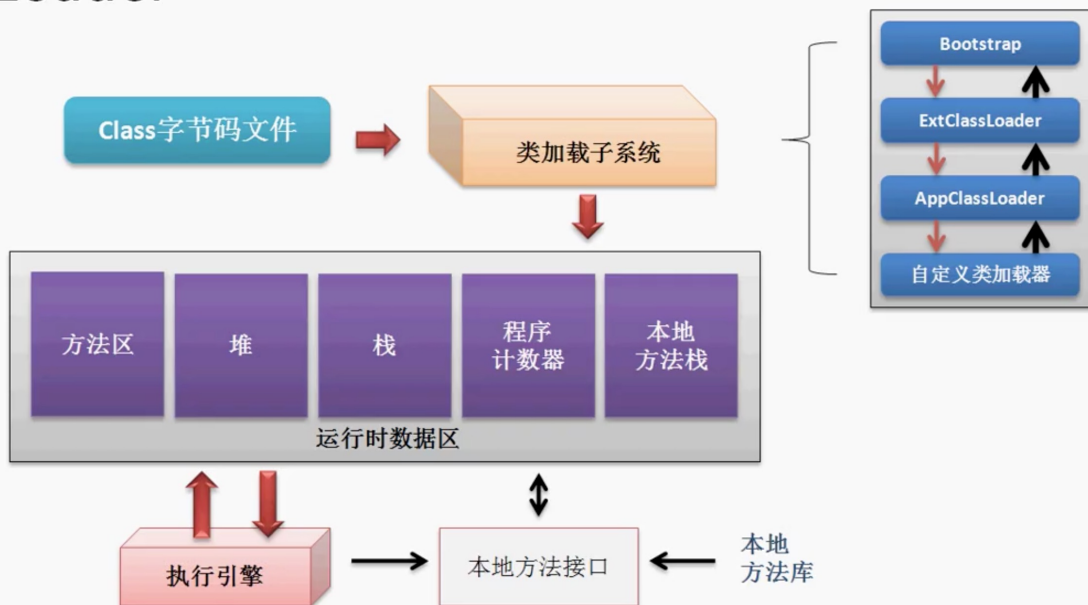 Class字节码文件
类加载子系统
Bootstrap
ExtClassLoader
AppClassLoader
自定义类加载器
方法区
堆
栈
程序
计数器
本地
方法栈
运行时数据区
执行引擎
本地方法接口
本地
方法库